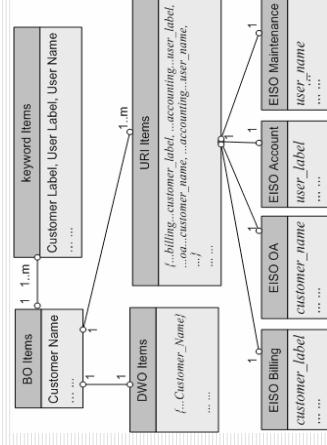 keyword Items
Customer Label, User Label, User Name
... ...
1
1..m
BO Items
Customer Name
... ...
1
1
1
1..m
DWO Items
{...Customer_Name}
... ...
URI Items
{...billing...customer_label, ...accounting...user_label,
...oa...customer_name, ...accounting...user_name,
...}
... ...
1
1
1
1
1
EISO Billing
customer_label
... ...
EISO OA
customer_name
... ...
EISO Account
user_label
... ...
EISO Maintenance
user_name
... ...